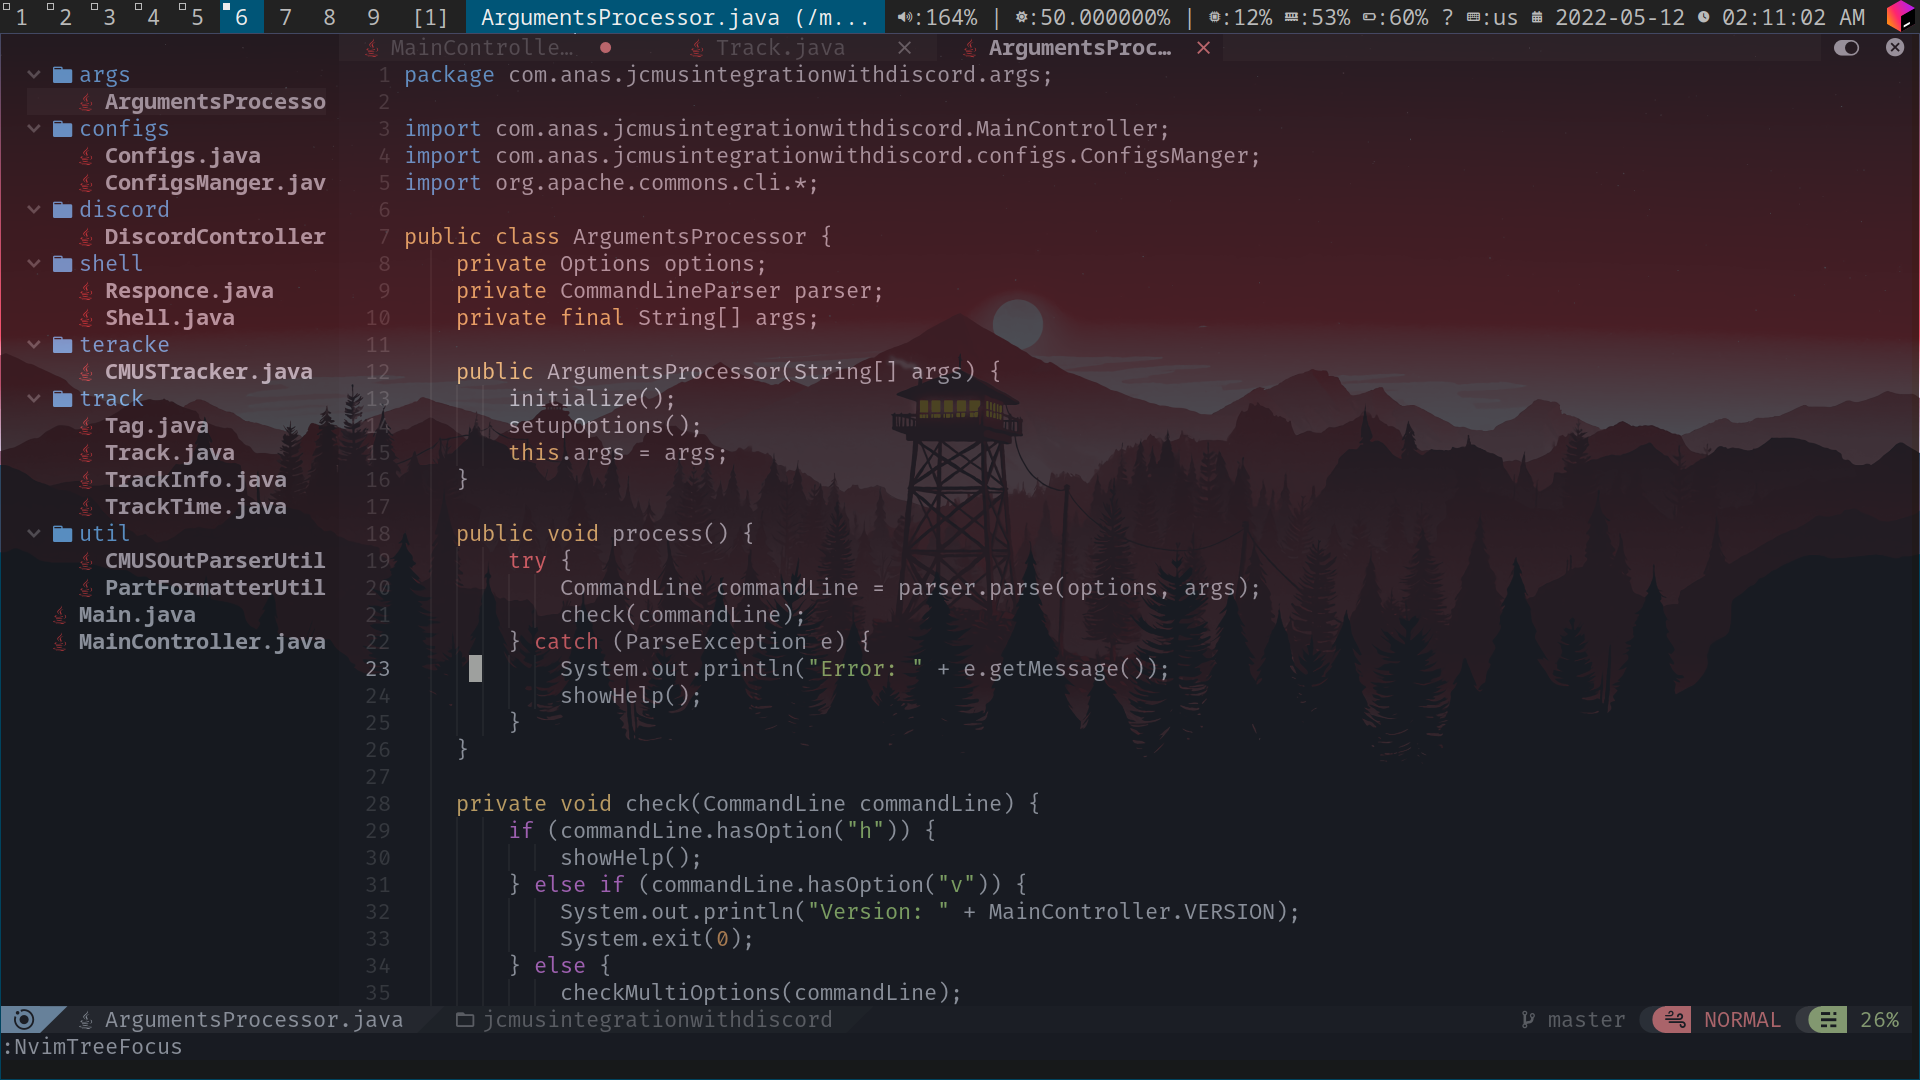 1 2 3 4 5 6 7 8 9 [1] ArgumentsProcessor.java (/m... :164% | :50.000000% | :12% :53% :60% ? :us 2022-05-12 02:11:02 AM
MainControlle… Track.java ArgumentsProc…
args
ArgumentsProcesso
configs
Configs.java
ConfigsManger.jav
discord
DiscordController
shell
Responce.java
Shell.java
teracke
CMUSTracker.java
track
Tag.java
Track.java
TrackInfo.java
TrackTime.java
util
CMUSOutParserUtil
PartFormatterUtil
Main.java
MainController.java
1 package com.anas.jcmusintegrationwithdiscord.args;
2
3 import com.anas.jcmusintegrationwithdiscord.MainController;
4 import com.anas.jcmusintegrationwithdiscord.configs.ConfigsManger;
5 import org.apache.commons.cli.*;
6
7 public class ArgumentsProcessor {
8     private Options options;
9     private CommandLineParser parser;
10     private final String[] args;
11
12     public ArgumentsProcessor(String[] args) {
13         initialize();
14         setupOptions();
15         this.args = args;
16     }
17
18     public void process() {
19         try {
20             CommandLine commandLine = parser.parse(options, args);
21             check(commandLine);
22         } catch (ParseException e) {
23             System.out.println("Error: " + e.getMessage());
24             showHelp();
25         }
26     }
27
28     private void check(CommandLine commandLine) {
29         if (commandLine.hasOption("h")) {
30             showHelp();
31         } else if (commandLine.hasOption("v")) {
32             System.out.println("Version: " + MainController.VERSION);
33             System.exit(0);
34         } else {
35             checkMultiOptions(commandLine);
ArgumentsProcessor.java jcmusintegrationwithdiscord master NORMAL 26%
:NvimTreeFocus